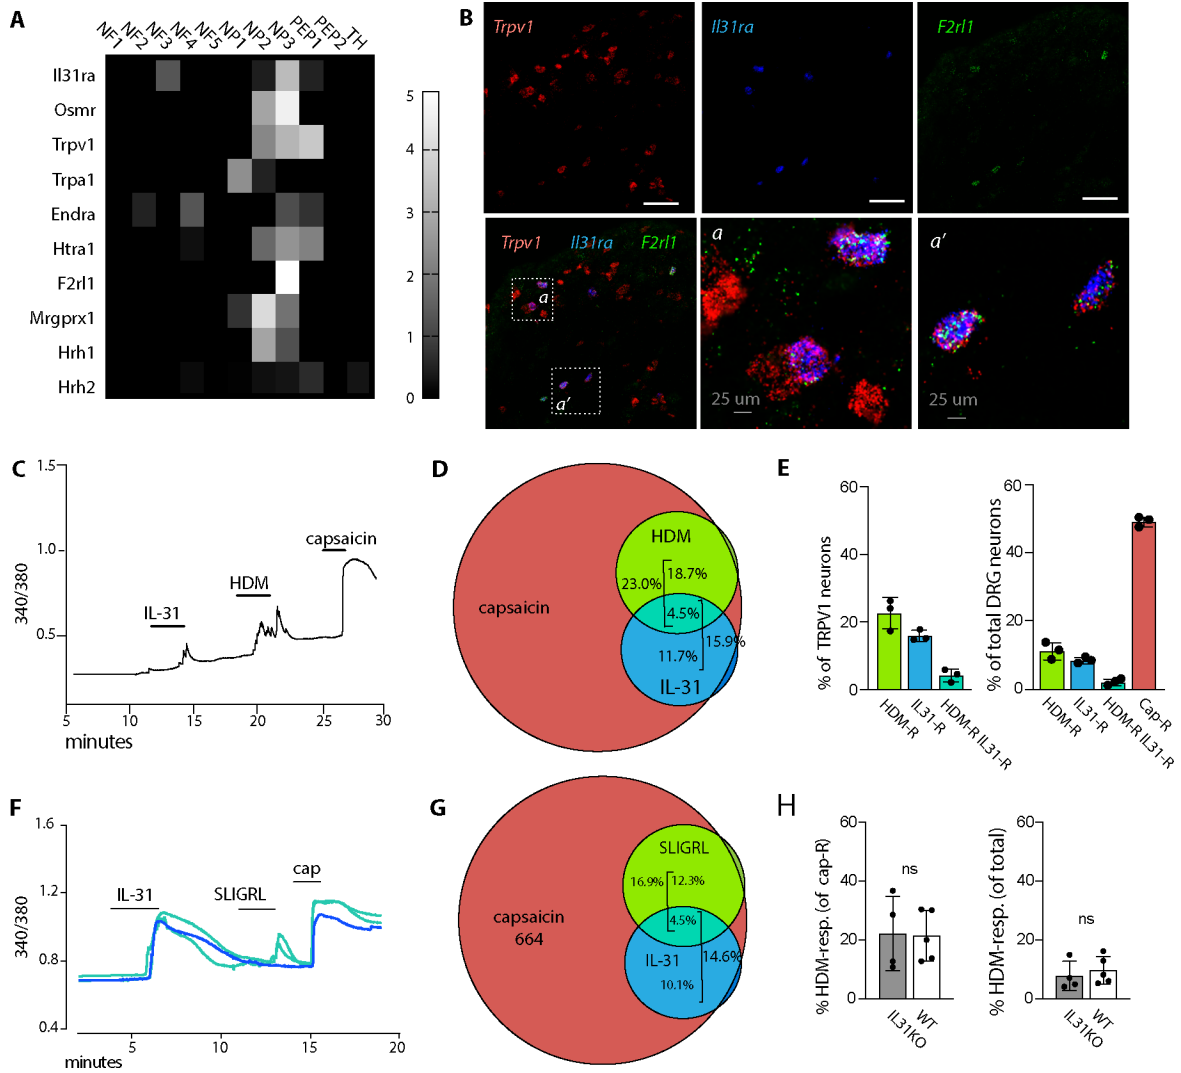 A
NF1 NF2 NF3 NF4 NF5 NP1 NP2 NP3 PEP1 PEP2 TH
Il31ra
Osmr
Trpv1
Trpa1
Endra
Htra1
F2rl1
Mrgprx1
Hrh1
Hrh2
5
4
3
2
1
0
B
Trpv1
Il31ra
F2rl1
Trpv1 Il31ra F2rl1
a
a'
a
25 um
a'
25 um
C
1.5
1.0
0.5
340/380
IL-31
HDM
capsaicin
5 10 15 20 25 30
minutes
D
capsaicin
HDM
23.0%
18.7%
4.5%
15.9%
11.7%
IL-31
E
% of TRPV1 neurons
60
40
20
0
HDM-R
IL31-R
HDM-R IL31-R
% of total DRG neurons
60
40
20
0
HDM-R
IL31-R
HDM-R IL31-R
Cap-R
F
1.6
1.2
0.8
0.4
340/380
IL-31
SLIGRL
cap
5 10 15 20
minutes
G
capsaicin
664
SLIGRL
16.9%
12.3%
4.5%
14.6%
IL-31
10.1%
H
% HDM-resp. (of cap-R)
60
40
20
0
ns
IL31KO
WT
% HDM-resp. (of total)
60
40
20
0
ns
IL31KO
WT